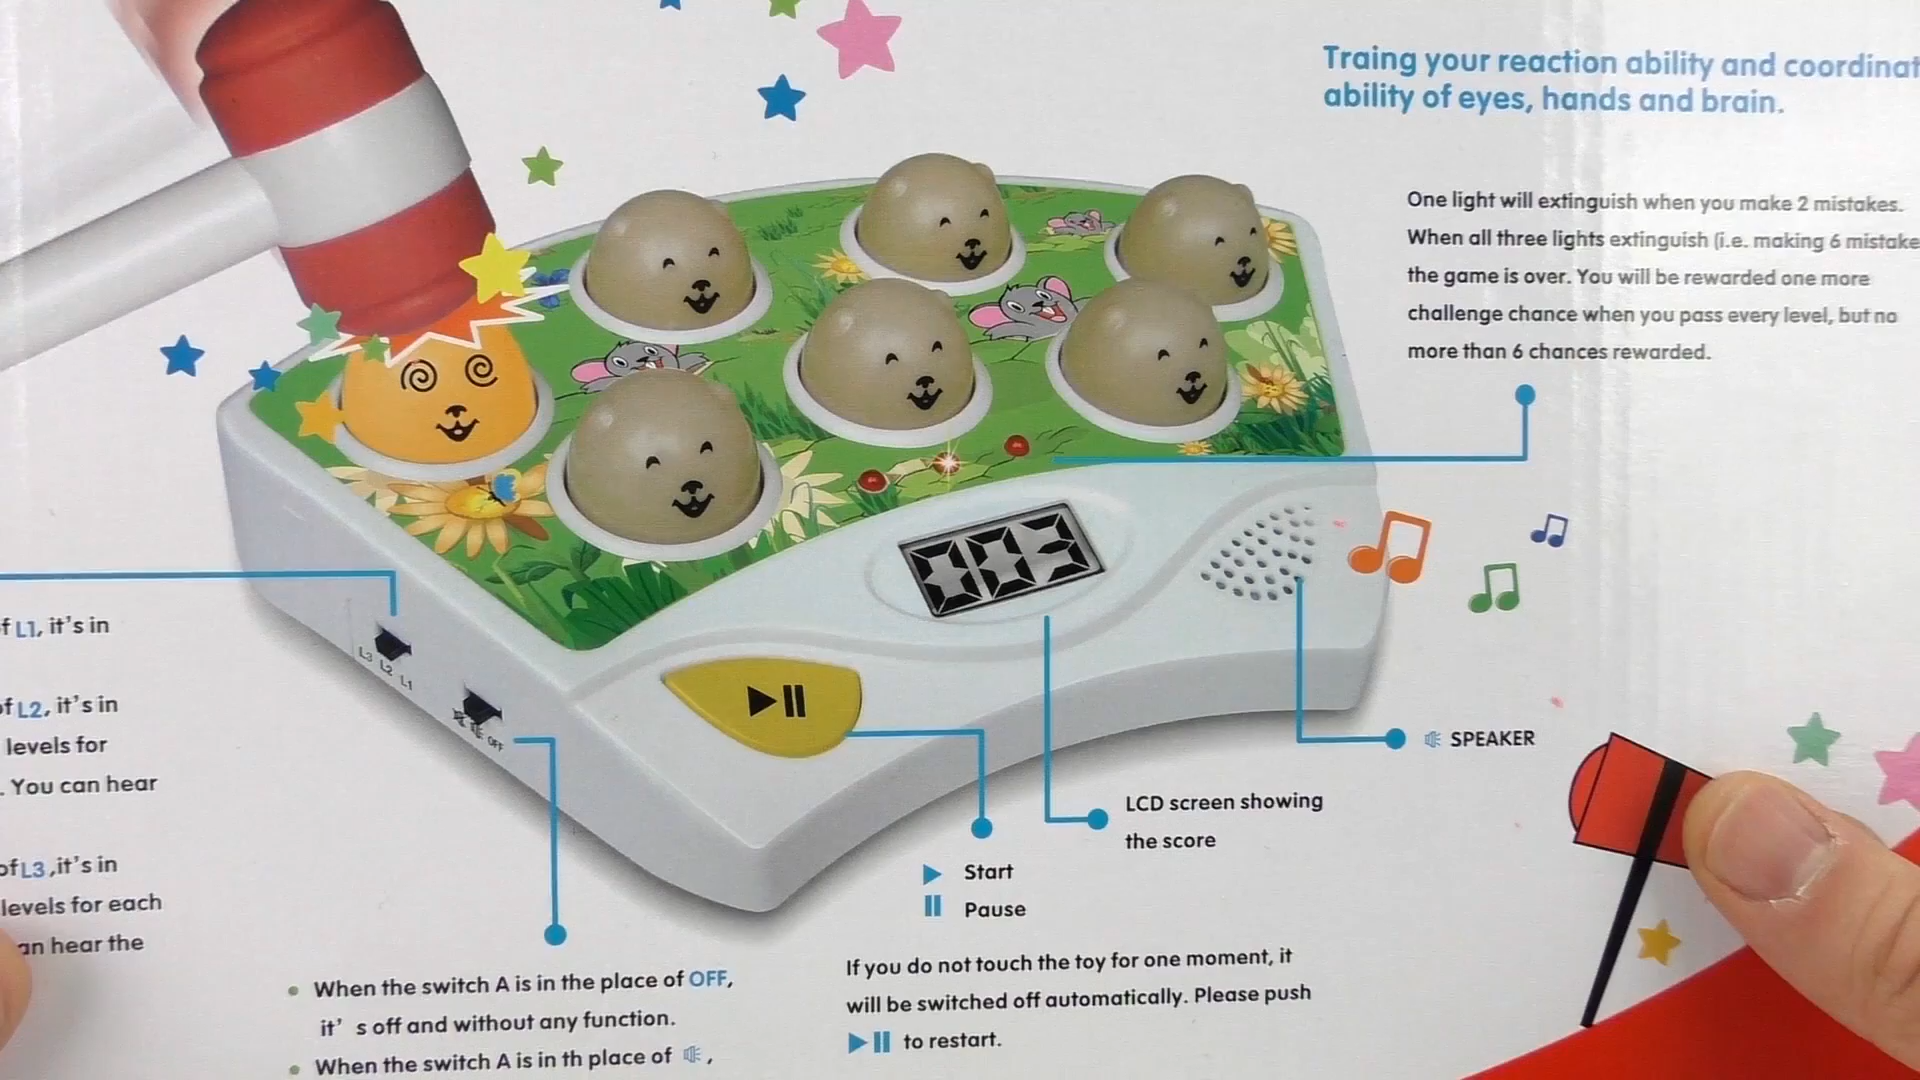 Traing your reaction ability and coordinat
ability of eyes, hands and brain.
One light will extinguish when you make 2 mistakes.
When all three lights extinguish (i.e. making 6 mistake
the game is over. You will be rewarded one more
challenge chance when you pass every level, but no
more than 6 chances rewarded.
003
L3 L2 L1
OFF
f L1, it's in
of L2, it's in
levels for
. You can hear
of L3 ,it's in
levels for each
an hear the
SPEAKER
LCD screen showing
the score
Start
Pause
If you do not touch the toy for one moment, it
will be switched off automatically. Please push
to restart.
When the switch A is in the place of OFF,
it' s off and without any function.
When the switch A is in th place of ,